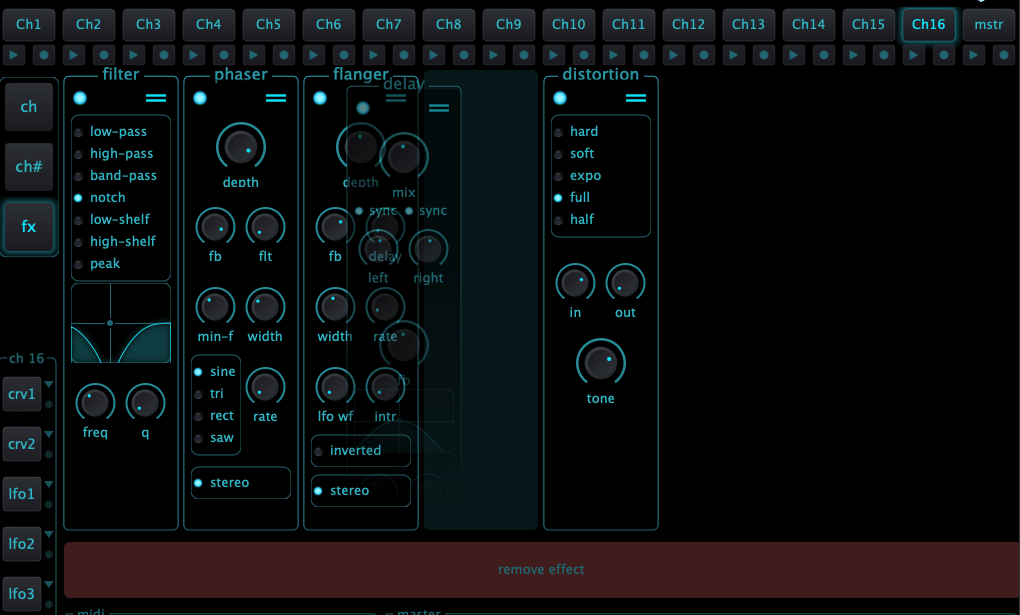 Ch1 Ch2 Ch3 Ch4 Ch5 Ch6 Ch7 Ch8 Ch9 Ch10 Ch11 Ch12 Ch13 Ch14 Ch15 Ch16 mstr
ch
ch#
fx
ch 16
crv1
crv2
lfo1
lfo2
lfo3
filter
low-pass
high-pass
band-pass
notch
low-shelf
high-shelf
peak
freq q
phaser
depth
fb flt
min-f width
sine
tri
rect
saw
rate
stereo
flanger
depth
fb delay
width rate
lfo wf intr
inverted
stereo
delay
mix
sync sync
left right
fb
distortion
hard
soft
expo
full
half
in out
tone
remove effect
midi master